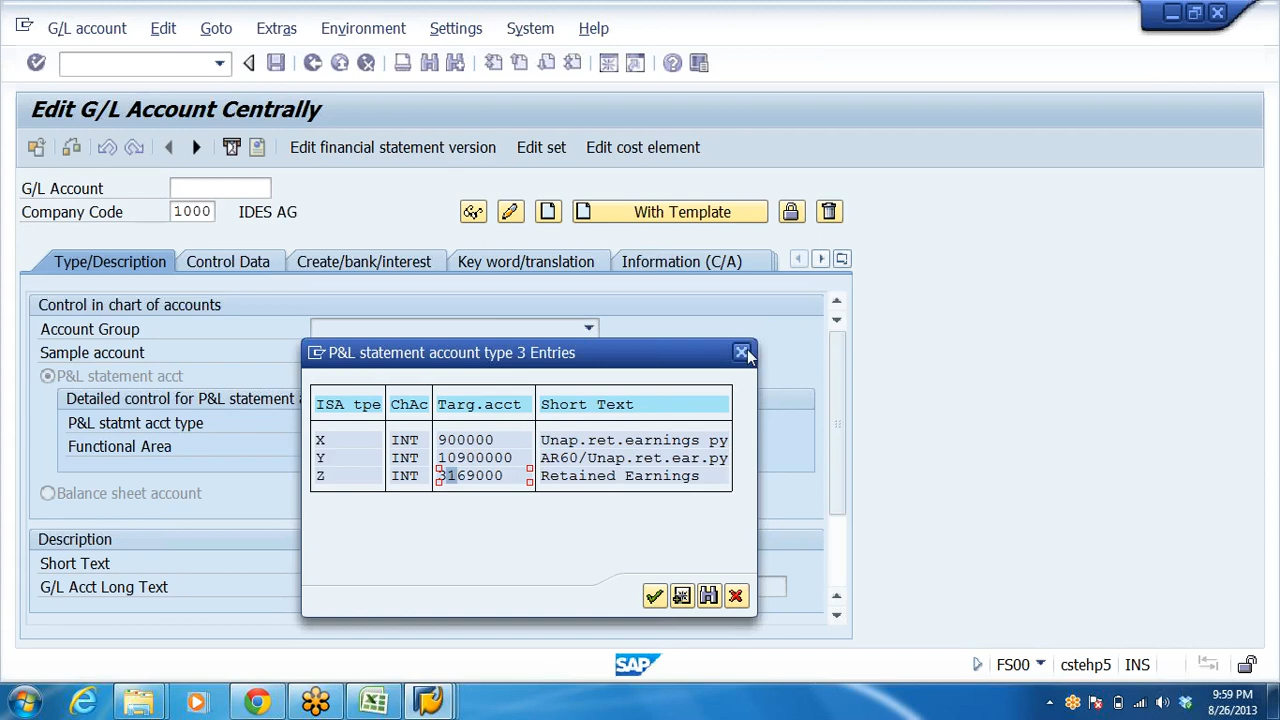 G/L account Edit Goto Extras Environment Settings System Help
Edit G/L Account Centrally
Edit financial statement version Edit set Edit cost element
G/L Account
Company Code 1000 IDES AG With Template
Type/Description Control Data Create/bank/interest Key word/translation Information (C/A)
Control in chart of accounts
Account Group
Sample account
P&L statement acct
Detailed control for P&L statement a
P&L statmt acct type
Functional Area
Balance sheet account
Description
Short Text
G/L Acct Long Text
P&L statement account type 3 Entries
ISA tpe ChAc Targ.acct Short Text
X INT 900000 Unap.ret.earnings py
Y INT 10900000 AR60/Unap.ret.ear.py
Z INT 3169000 Retained Earnings
SAP FS00 cstehp5 INS
9:59 PM
8/26/2013